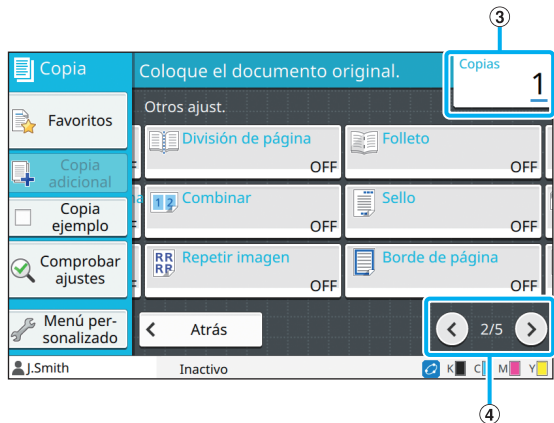 ③
Copia
Coloque el documento original.
Copias
1
Otros ajust.
Favoritos
División de página
OFF
Folleto
OFF
Copia
adicional
Combinar
OFF
Sello
OFF
Copia
ejemplo
Repetir imagen
OFF
Borde de página
OFF
Comprobar
ajustes
Menú per-
sonalizado
Atrás
2/5
J.Smith
Inactivo
K
C
M
Y
④